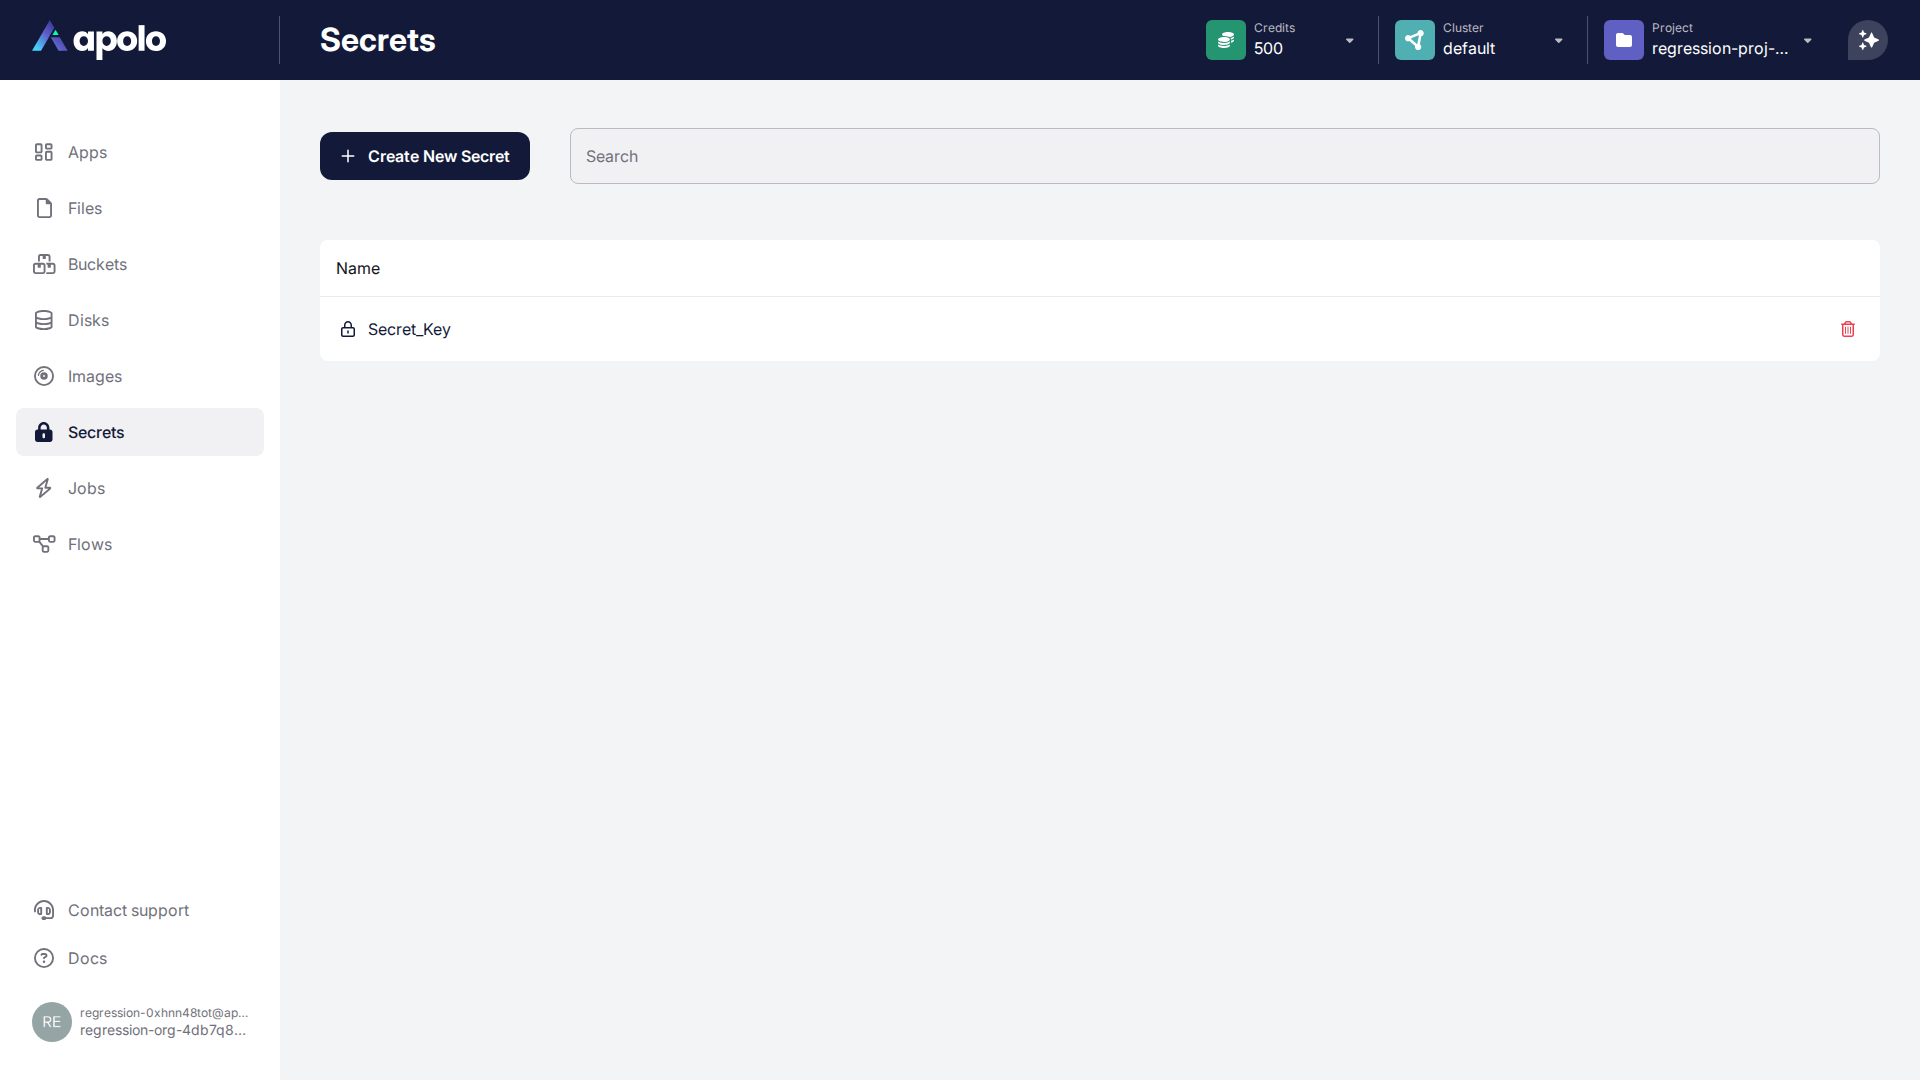 apolo
Secrets
Credits
500
Cluster
default
Project
regression-proj-...
Apps
Files
Buckets
Disks
Images
Secrets
Jobs
Flows
Contact support
Docs
RE
regression-0xhnn48tot@ap...
regression-org-4db7q8...
Create New Secret
Search
Name
Secret_Key